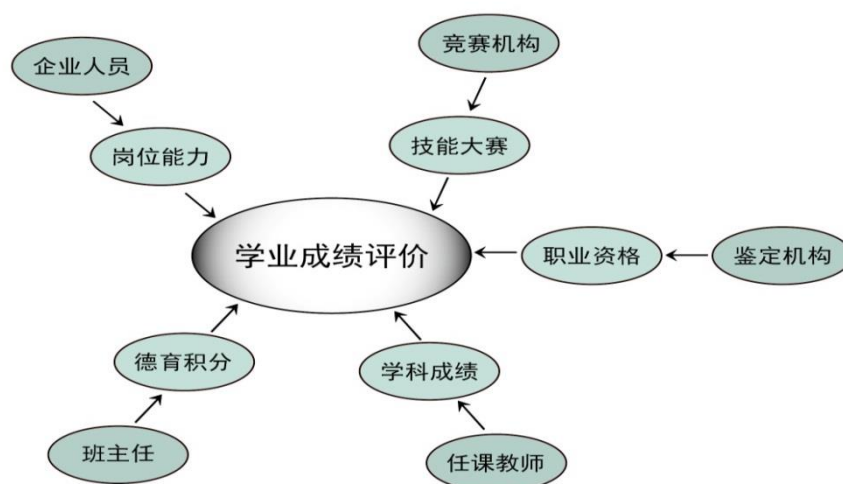 竞赛机构
企业人员
技能大赛
岗位能力
学业成绩评价
职业资格
鉴定机构
德育积分
学科成绩
班主任
任课教师